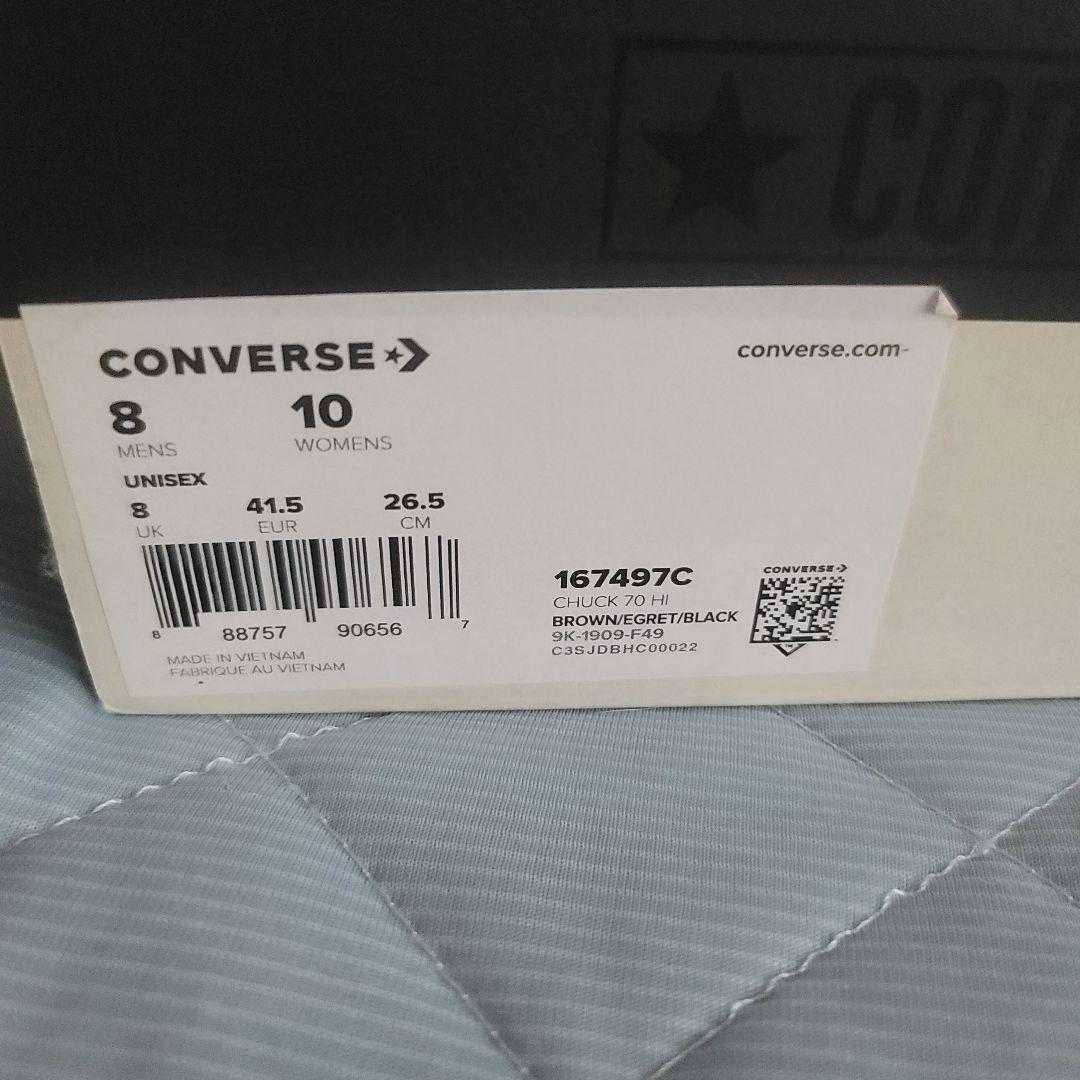 CON
CONVERSE
converse.com
8 10
MENS WOMENS
UNISEX
8 41.5 26.5
UK EUR CM
8 88757 90656 7
MADE IN VIETNAM
FABRIQUE AU VIETNAM
167497C
CHUCK 70 HI
BROWN/EGRET/BLACK
9K-1909-F49
C3SJDBHC00022
CONVERSE
TM